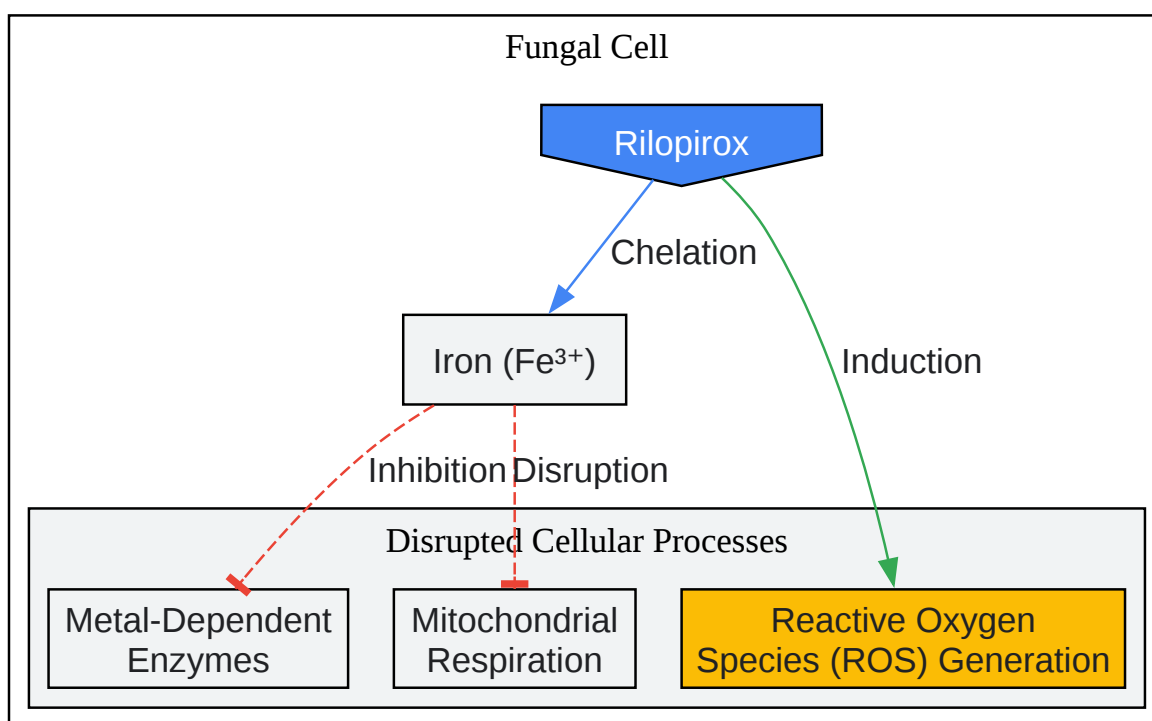 Fungal Cell
Rilopirox
Chelation
Iron (Fe³⁺)
Induction
Inhibition
Disruption
Disrupted Cellular Processes
Metal-Dependent
Enzymes
Mitochondrial
Respiration
Reactive Oxygen
Species (ROS) Generation